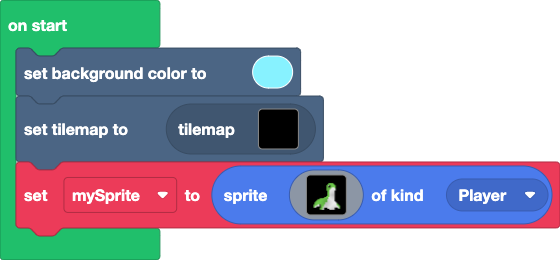 on start
set background color to
set tilemap to tilemap
set mySprite to sprite of kind Player